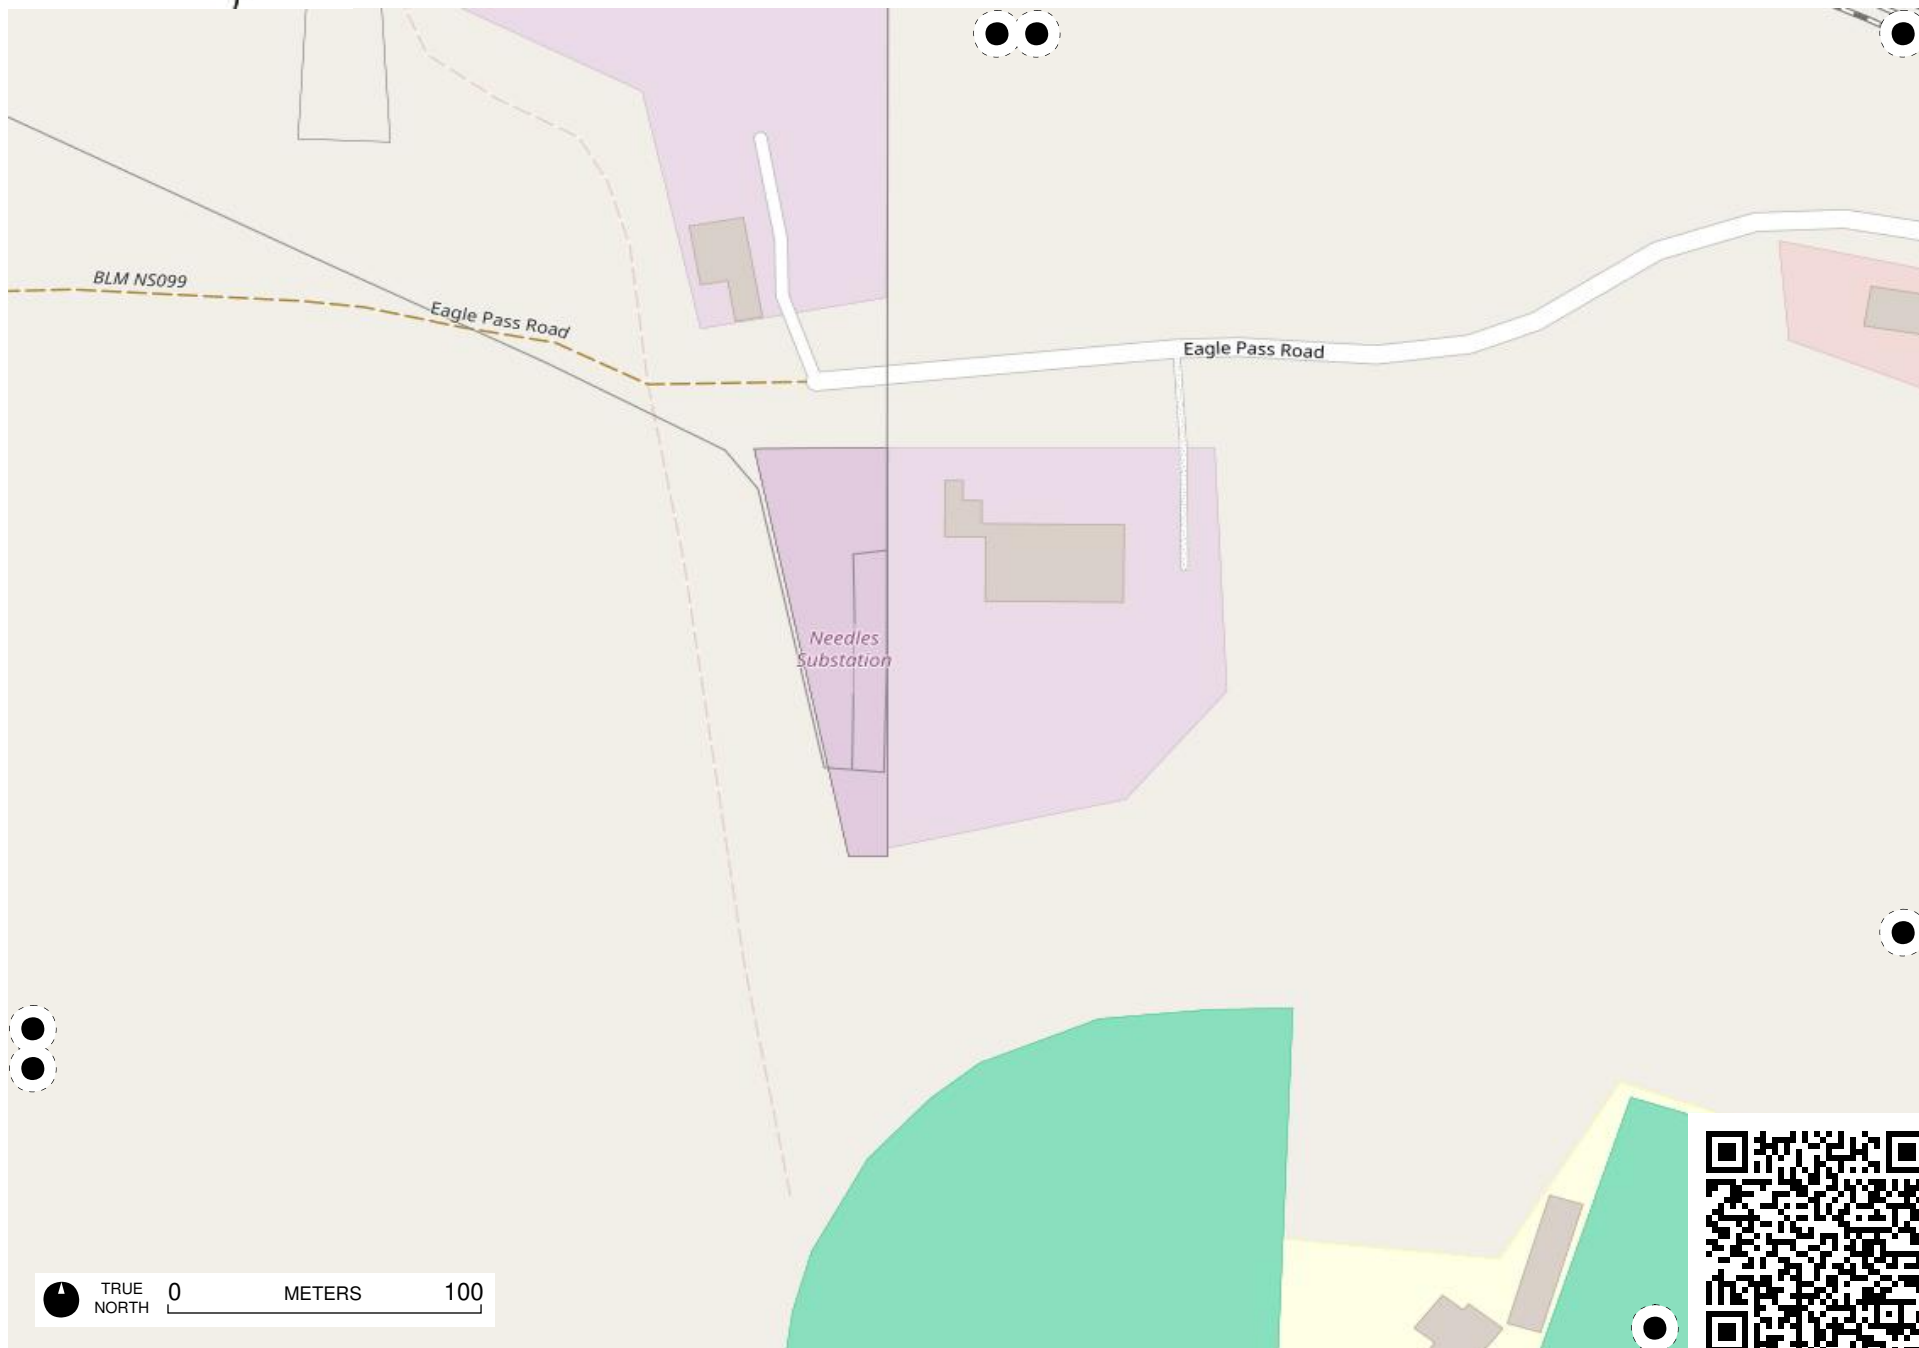 BLM NS099
Eagle Pass Road
Eagle Pass Road
Needles
Substation
TRUE
NORTH
0
METERS
100